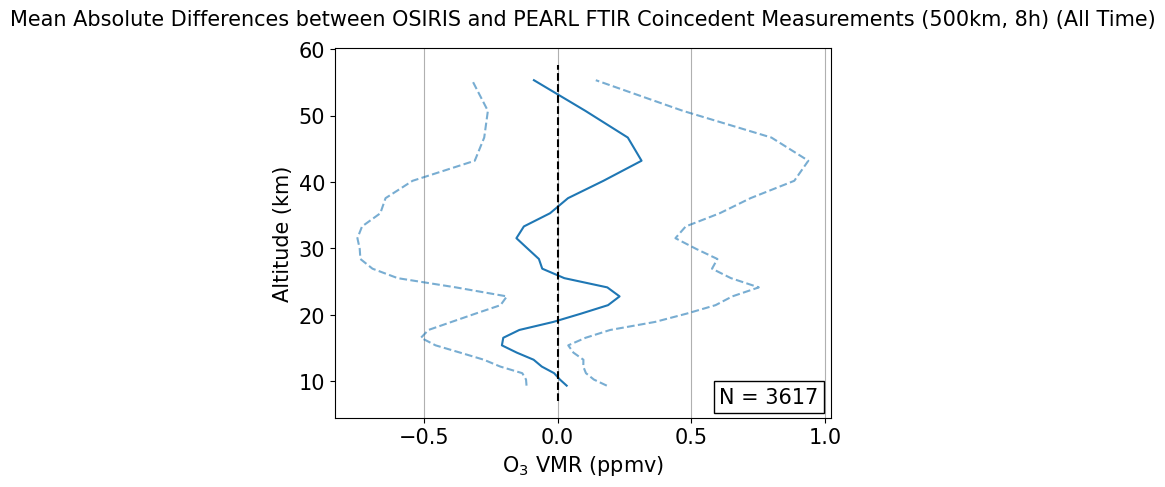 Mean Absolute Differences between OSIRIS and PEARL FTIR Coincedent Measurements (500km, 8h) (All Time)
60
50
40
30
20
10
Altitude (km)
N = 3617
−0.5 0.0 0.5 1.0
O₃ VMR (ppmv)